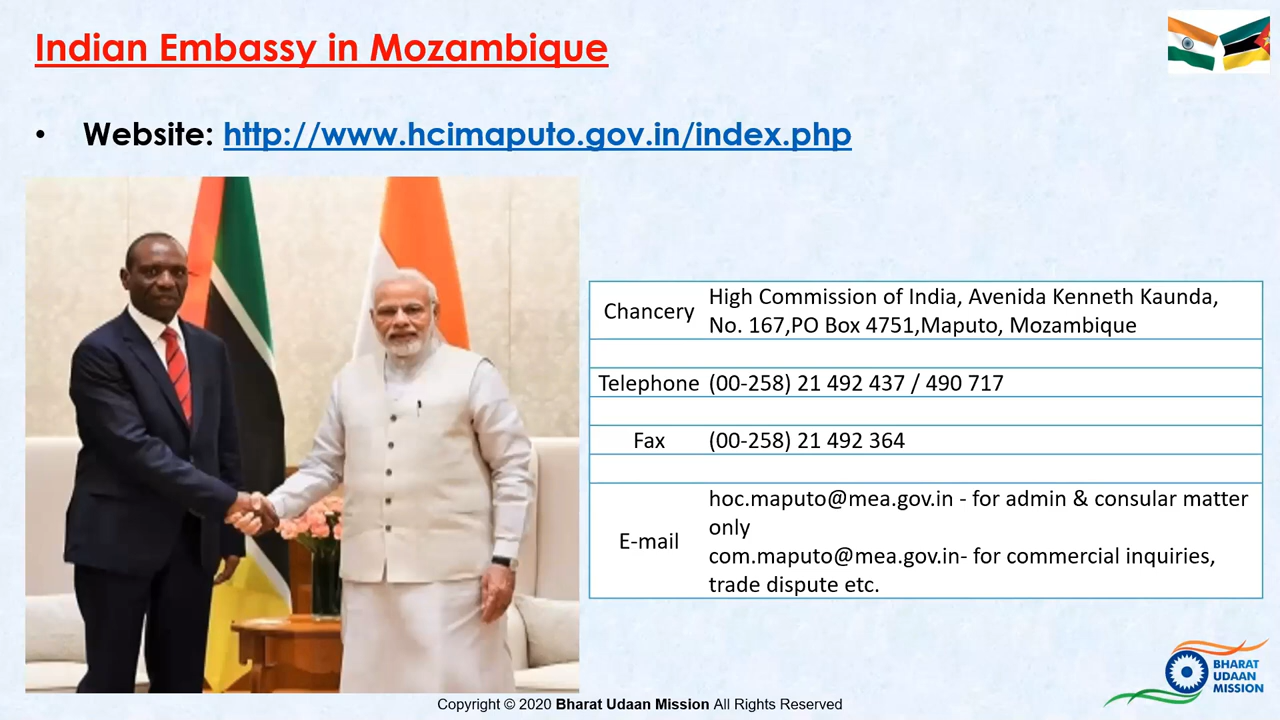 Indian Embassy in Mozambique
• Website: http://www.hcimaputo.gov.in/index.php
Chancery
High Commission of India, Avenida Kenneth Kaunda,
No. 167,PO Box 4751,Maputo, Mozambique
Telephone (00-258) 21 492 437 / 490 717
Fax (00-258) 21 492 364
E-mail
hoc.maputo@mea.gov.in - for admin & consular matter
only
com.maputo@mea.gov.in- for commercial inquiries,
trade dispute etc.
BHARAT
UDAAN
MISSION
Copyright © 2020 Bharat Udaan Mission All Rights Reserved